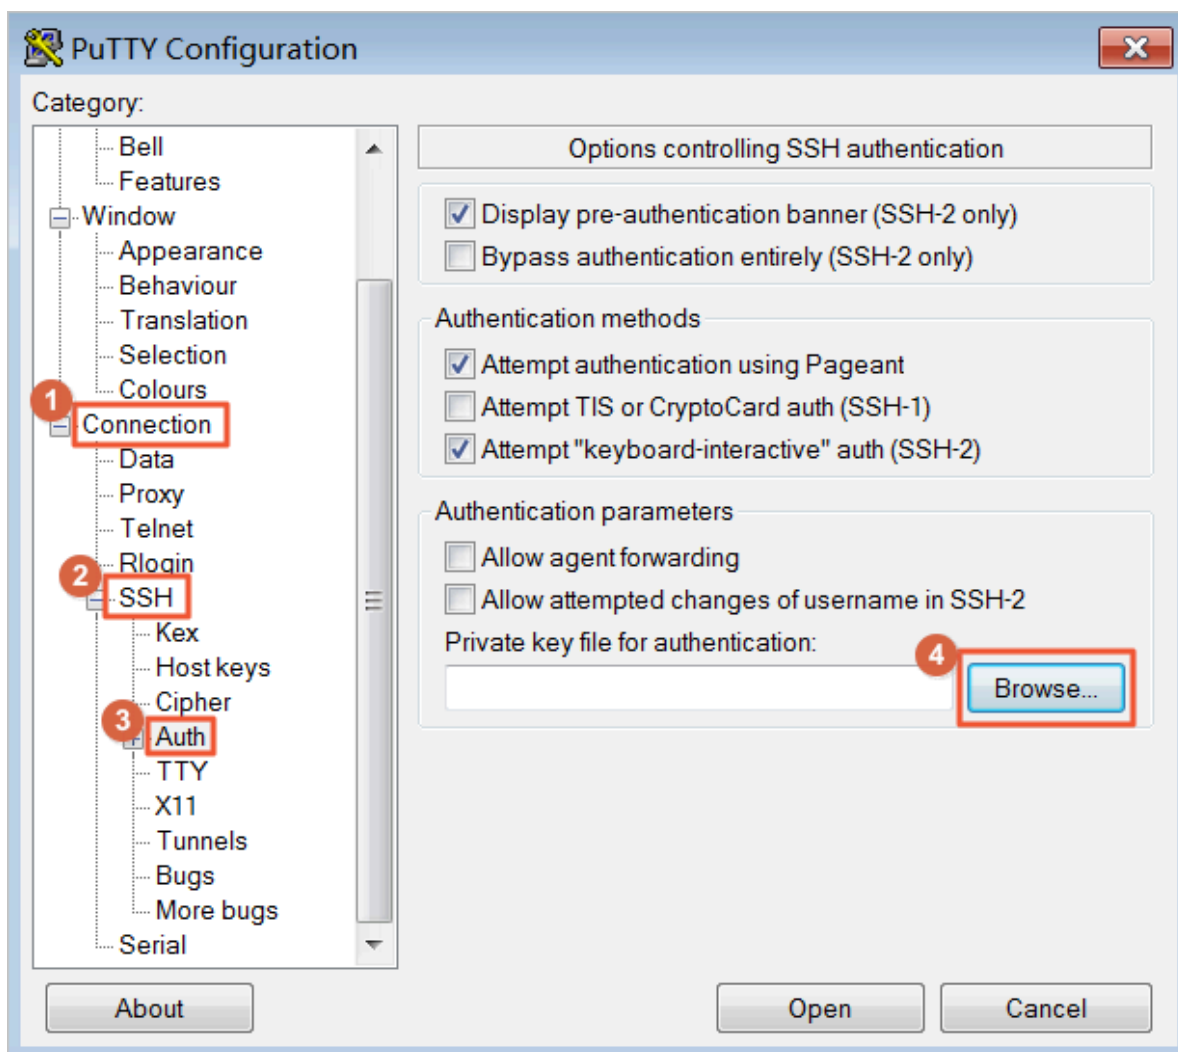 PuTTY Configuration
Category:
Bell
Features
Window
Appearance
Behaviour
Translation
Selection
Colours
1
Connection
Data
Proxy
Telnet
Rlogin
2
SSH
Kex
Host keys
Cipher
3
Auth
TTY
X11
Tunnels
Bugs
More bugs
Serial
Options controlling SSH authentication
Display pre-authentication banner (SSH-2 only)
Bypass authentication entirely (SSH-2 only)
Authentication methods
Attempt authentication using Pageant
Attempt TIS or CryptoCard auth (SSH-1)
Attempt "keyboard-interactive" auth (SSH-2)
Authentication parameters
Allow agent forwarding
Allow attempted changes of username in SSH-2
Private key file for authentication:
4
Browse...
About
Open
Cancel